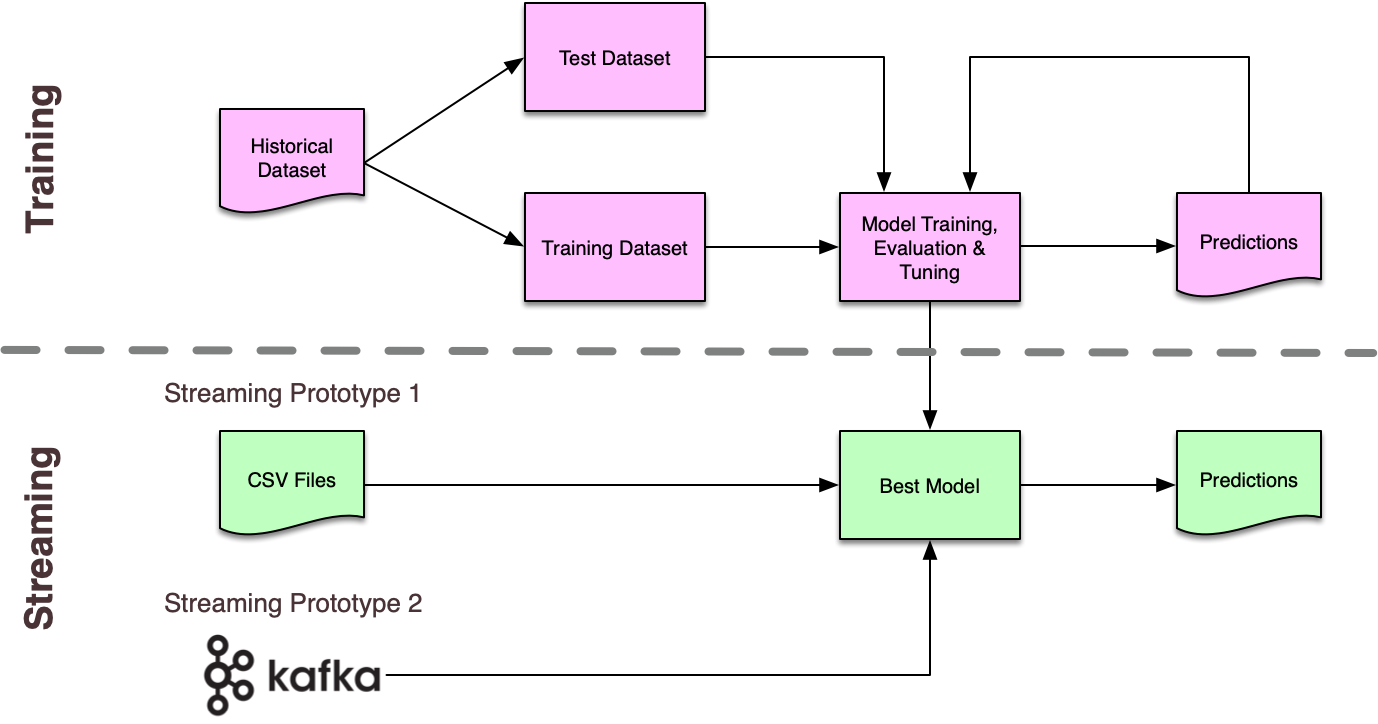 Training
Test Dataset
Historical
Dataset
Training Dataset
Model Training,
Evaluation &
Tuning
Predictions
Streaming
Streaming Prototype 1
CSV Files
Best Model
Predictions
Streaming Prototype 2
kafka